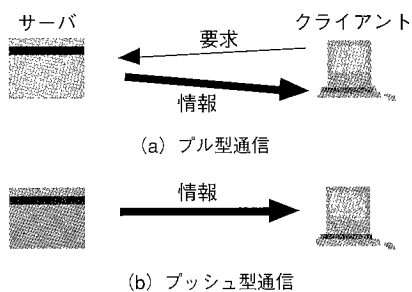 サーバ
クライアント
要求
情報
(a) プル型通信
情報
(b) プッシュ型通信